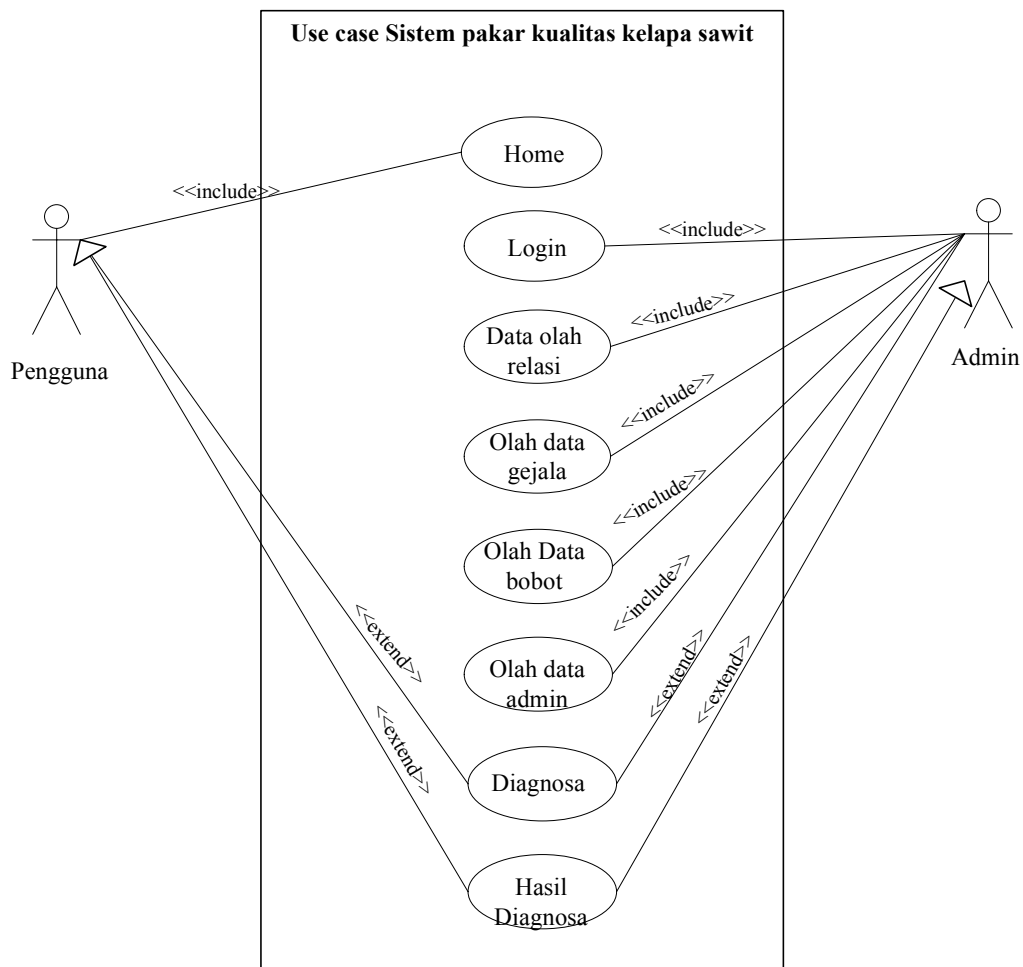 Use case Sistem pakar kualitas kelapa sawit
Home
<<include>>
Login
<<include>>
Data olah
relasi
<<include>>
Pengguna
Admin
Olah data
gejala
<<include>>
Olah Data
bobot
<<include>>
Olah data
admin
<<include>>
<<extend>>
<<extend>>
<<extend>>
<<extend>>
Diagnosa
Hasil
Diagnosa